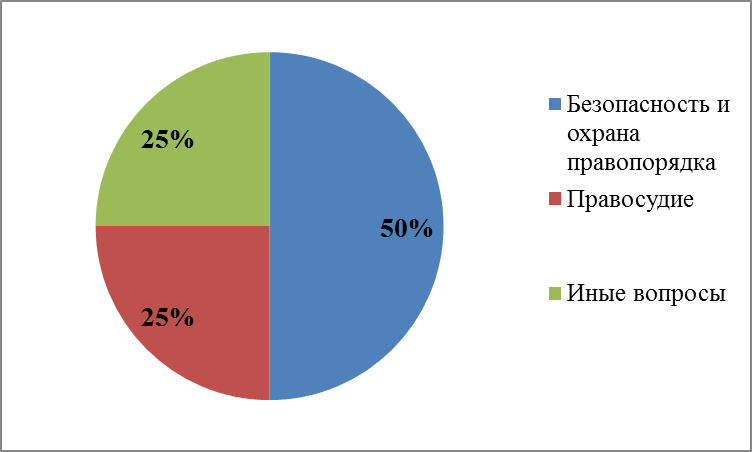 25%
50%
25%
Безопасность и
охрана
правопорядка
Правосудие
Иные вопросы